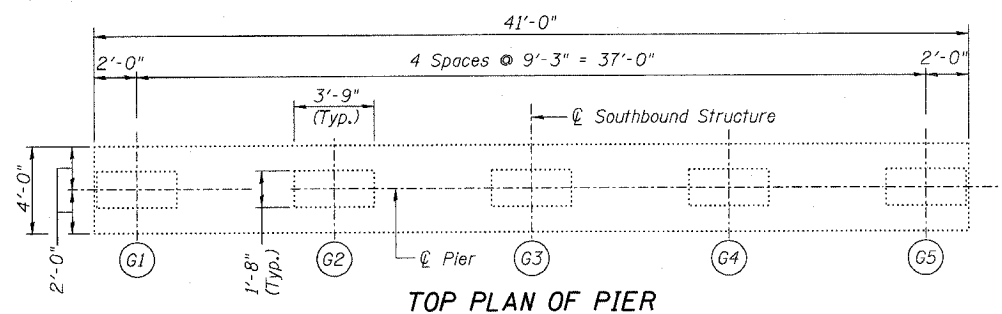 41'-0"
2'-0"
4 Spaces @ 9'-3" = 37'-0"
2'-0"
3'-9"
(Typ.)
℄ Southbound Structure
4'-0"
2'-0"
1'-8"
(Typ.)
℄ Pier
G1
G2
G3
G4
G5
TOP PLAN OF PIER